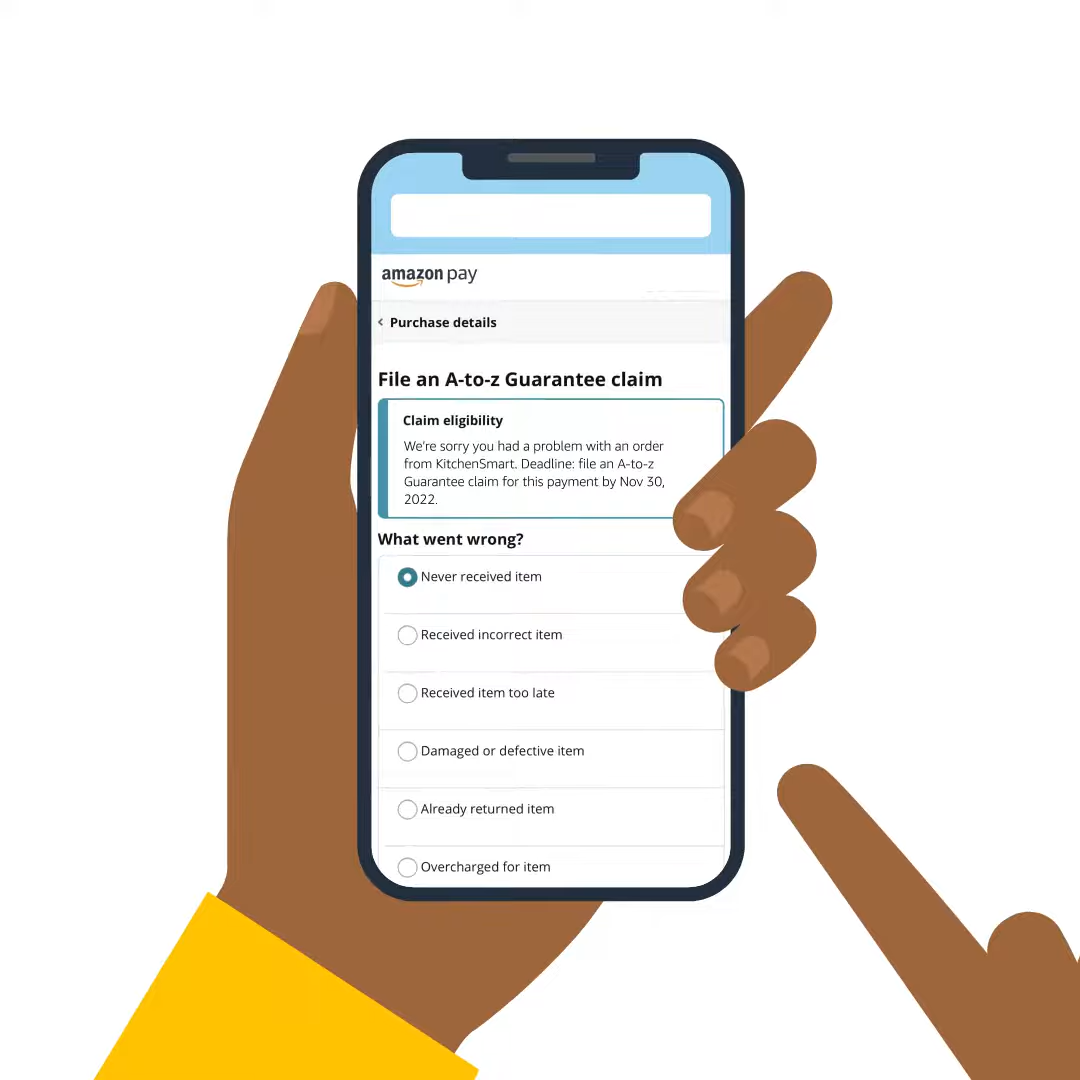 amazon pay
‹ Purchase details
File an A-to-z Guarantee claim
Claim eligibility
We're sorry you had a problem with an order
from KitchenSmart. Deadline: file an A-to-z
Guarantee claim for this payment by Nov 30,
2022.
What went wrong?
Never received item
Received incorrect item
Received item too late
Damaged or defective item
Already returned item
Overcharged for item